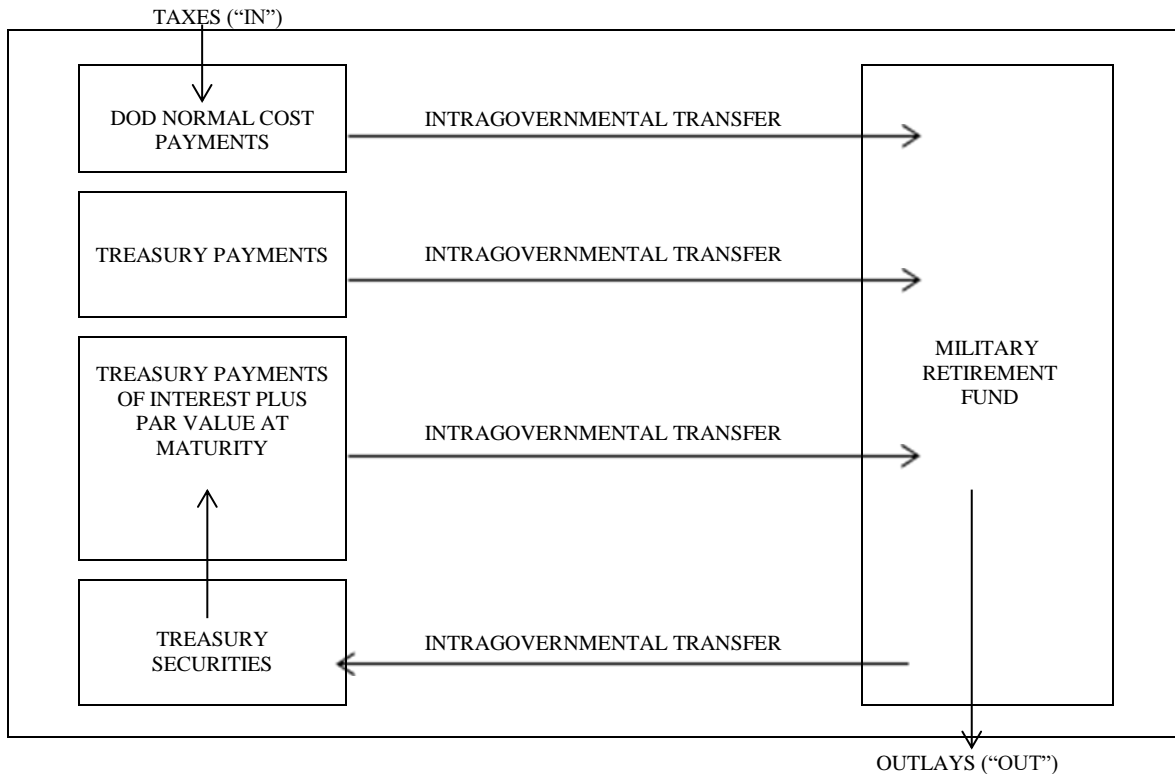 TAXES (“IN”)
DOD NORMAL COST
PAYMENTS
INTRAGOVERNMENTAL TRANSFER
TREASURY PAYMENTS
INTRAGOVERNMENTAL TRANSFER
TREASURY PAYMENTS
OF INTEREST PLUS
PAR VALUE AT
MATURITY
INTRAGOVERNMENTAL TRANSFER
MILITARY
RETIREMENT
FUND
TREASURY
SECURITIES
INTRAGOVERNMENTAL TRANSFER
OUTLAYS (“OUT”)